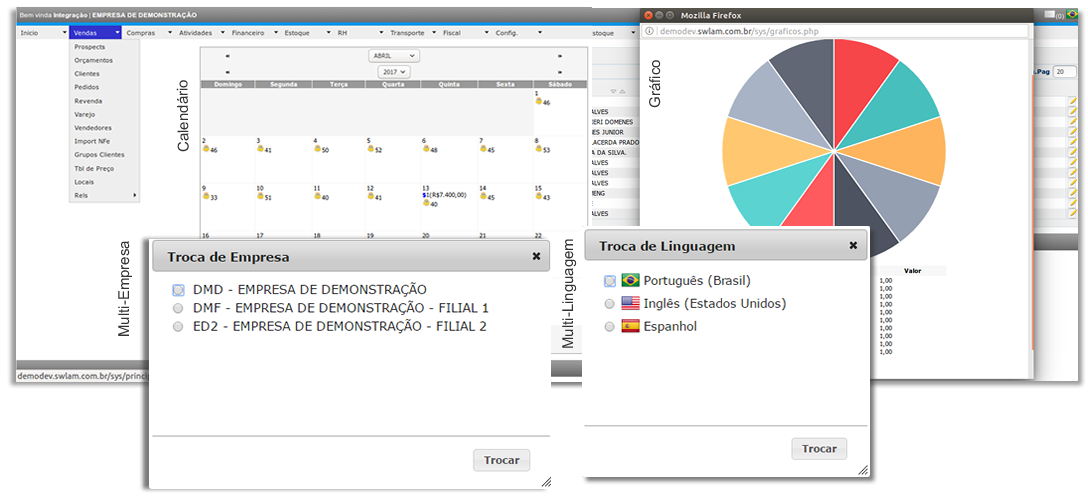 Bem vinda Integração | EMPRESA DE DEMONSTRAÇÃO
(0)
Inicio Vendas Compras Atividades Financeiro Estoque RH Transporte Fiscal Config.
stoque
Prospects
Orçamentos
Clientes
Pedidos
Revenda
Varejo
Vendedores
Import NFe
Grupos Clientes
Tbl de Preço
Locais
Rels
Calendário
« ABRIL »
« 2017 »
Domingo Segunda Terça Quarta Quinta Sexta Sábado
1
46
2 3 4 5 6 7 8
46 41 50 52 48 45 53
9 10 11 12 13 14 15
$1(R$7.400,00)
33 51 40 41 40 45 43
16 17 18 19 20 21 22
ALVES
IERI DOMENES
ES JUNIOR
LACERDA PRADO
A DA SILVA.
ALVES
ALVES
MENG
ALVES
.Pag 20
Mozilla Firefox
demodev.swlam.com.br/sys/graficos.php
Gráfico
Valor
1,00
1,00
1,00
1,00
1,00
1,00
1,00
1,00
1,00
1,00
Multi-Empresa
Troca de Empresa
DMD - EMPRESA DE DEMONSTRAÇÃO
DMF - EMPRESA DE DEMONSTRAÇÃO - FILIAL 1
ED2 - EMPRESA DE DEMONSTRAÇÃO - FILIAL 2
Trocar
Multi-Linguagem
Troca de Linguagem
Português (Brasil)
Inglês (Estados Unidos)
Espanhol
Trocar
demodev.swlam.com.br/sys/princip